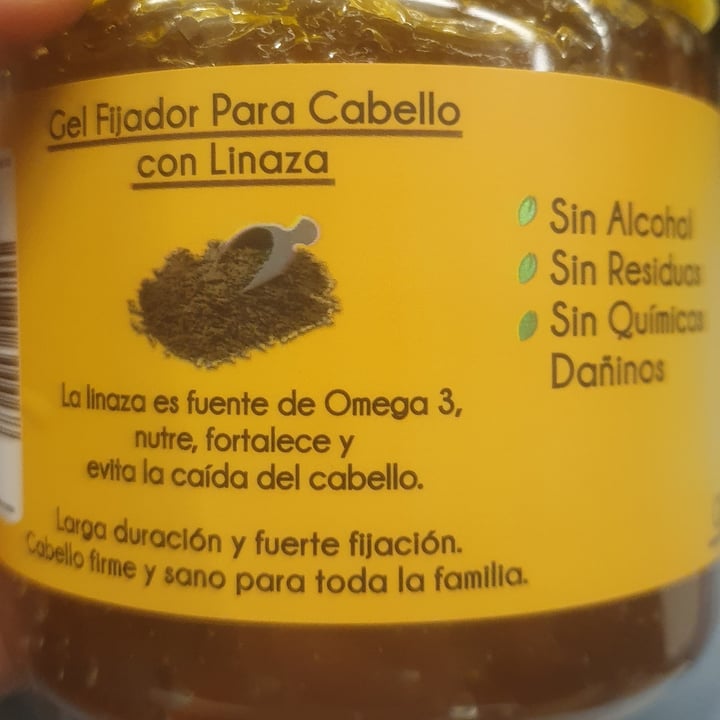 Gel Fijador Para Cabello
con Linaza
La linaza es fuente de Omega 3,
nutre, fortalece y
evita la caída del cabello.
Larga duración y fuerte fijación.
Cabello firme y sano para toda la familia.
Sin Alcohol
Sin Residuos
Sin Químicos
Dañinos